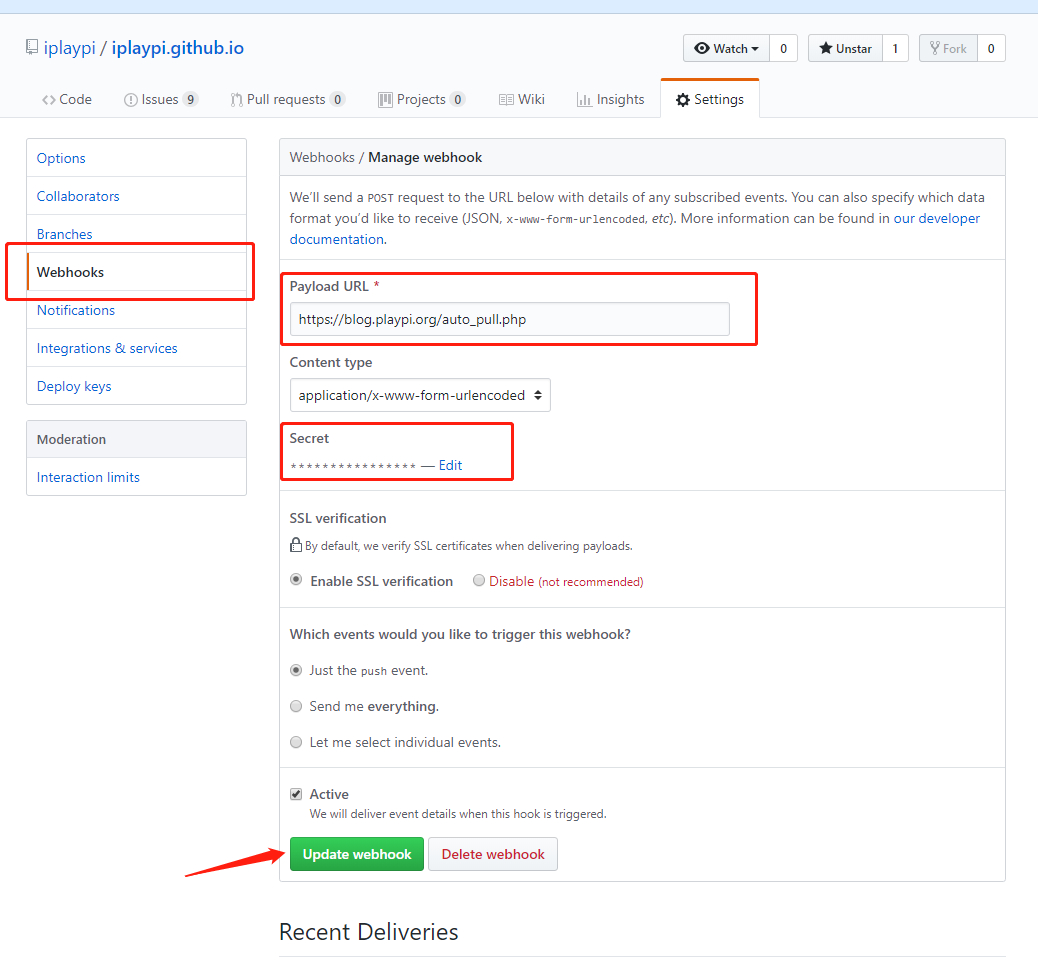 iplaypi / iplaypi.github.io
Watch 0 Unstar 1 Fork 0
Code Issues 9 Pull requests 0 Projects 0 Wiki Insights Settings
Options
Collaborators
Branches
Webhooks
Notifications
Integrations & services
Deploy keys
Moderation
Interaction limits
Webhooks / Manage webhook
We’ll send a POST request to the URL below with details of any subscribed events. You can also specify which data
format you’d like to receive (JSON, x-www-form-urlencoded, etc). More information can be found in our developer
documentation.
Payload URL *
https://blog.playpi.org/auto_pull.php
Content type
application/x-www-form-urlencoded
Secret
**************** — Edit
SSL verification
By default, we verify SSL certificates when delivering payloads.
Enable SSL verification Disable (not recommended)
Which events would you like to trigger this webhook?
Just the push event.
Send me everything.
Let me select individual events.
Active
We will deliver event details when this hook is triggered.
Update webhook Delete webhook
Recent Deliveries